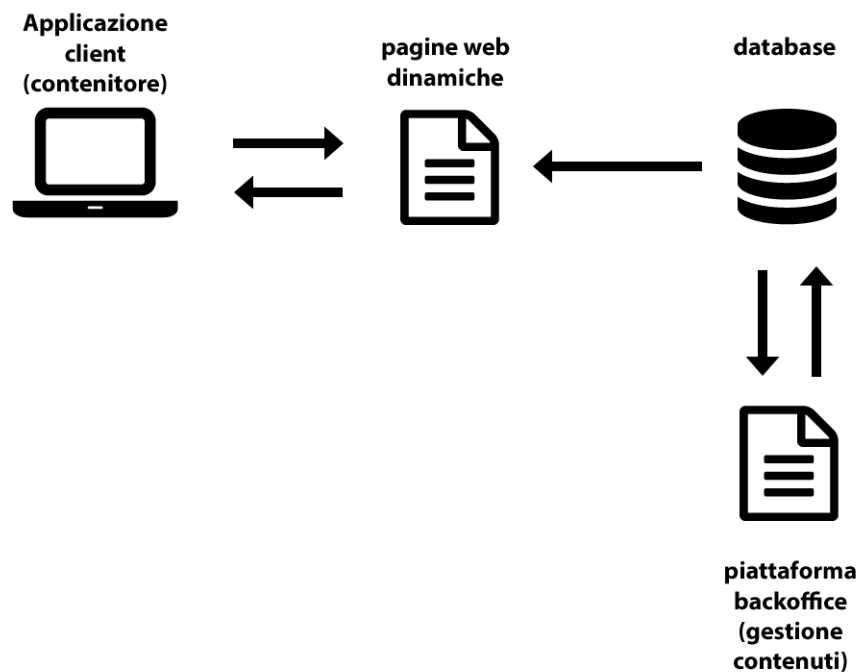 Applicazione
client
(contenitore)
pagine web
dinamiche
database
piattaforma
backoffice
(gestione
contenuti)